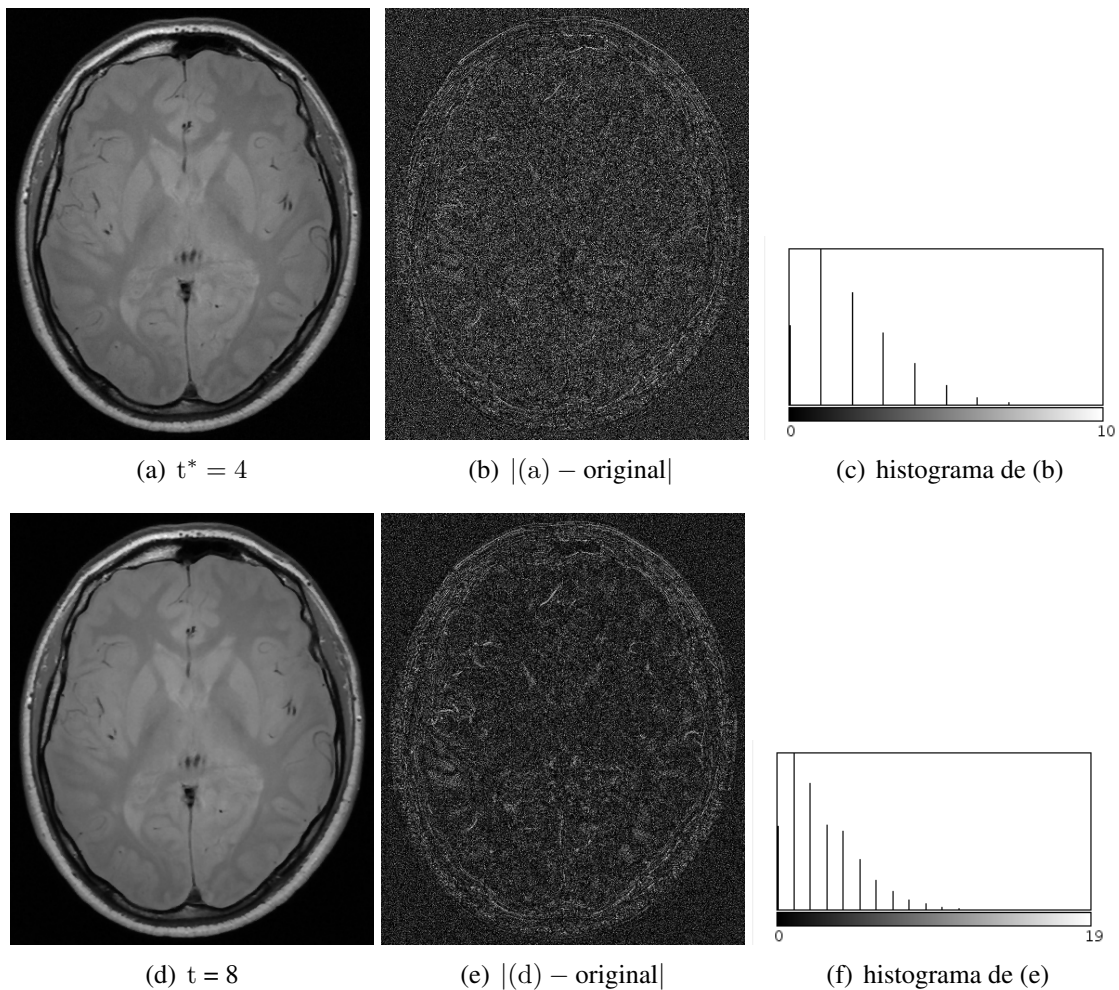 0 10
(a) t* = 4 (b) |(a) − original| (c) histograma de (b)
0 19
(d) t = 8 (e) |(d) − original| (f) histograma de (e)